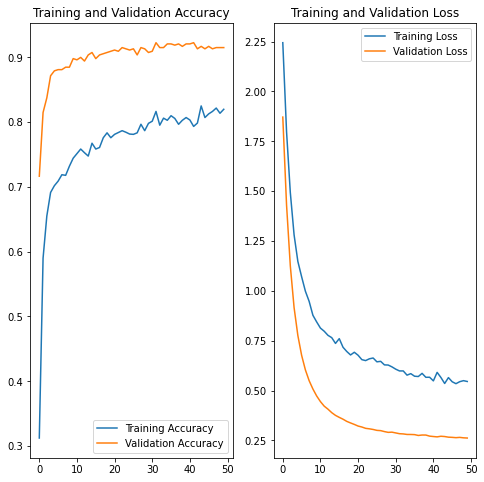 Training and Validation Accuracy
0.9
0.8
0.7
0.6
0.5
0.4
0.3
0 10 20 30 40 50
Training Accuracy
Validation Accuracy
Training and Validation Loss
2.25
2.00
1.75
1.50
1.25
1.00
0.75
0.50
0.25
0 10 20 30 40 50
Training Loss
Validation Loss